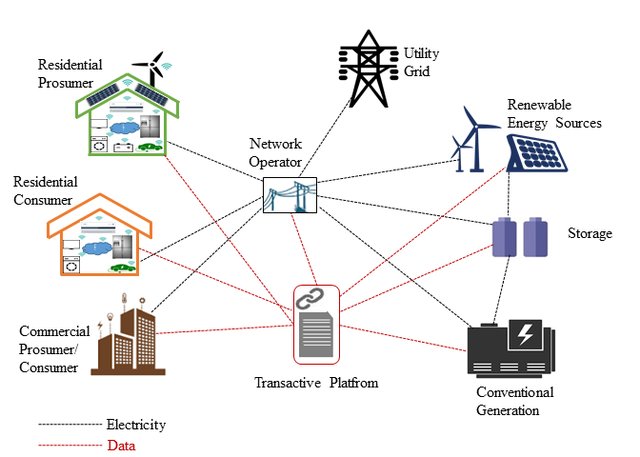 Residential
Prosumer
Utility
Grid
Renewable
Energy Sources
Network
Operator
Residential
Consumer
Storage
Commercial
Prosumer/
Consumer
Transactive Platfrom
Conventional
Generation
Electricity
Data